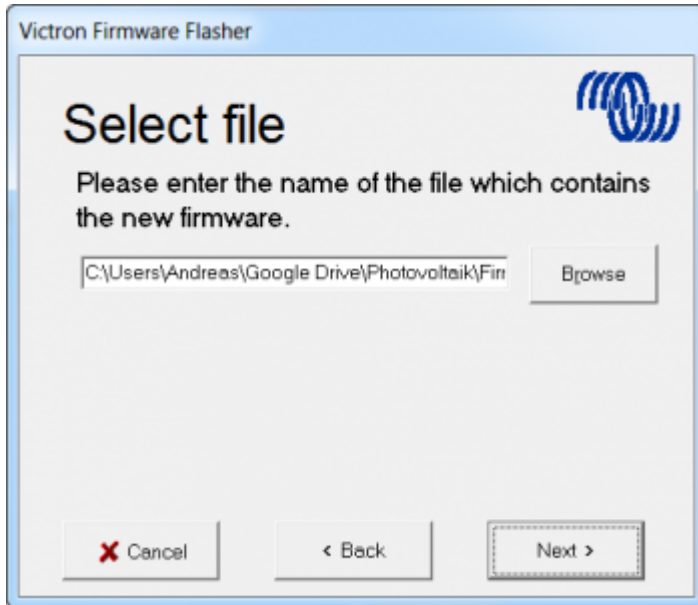 Victron Firmware Flasher
Select file
Please enter the name of the file which contains
the new firmware.
C:\Users\Andreas\Google Drive\Photovoltaik\Firr
Browse
Cancel
< Back
Next >